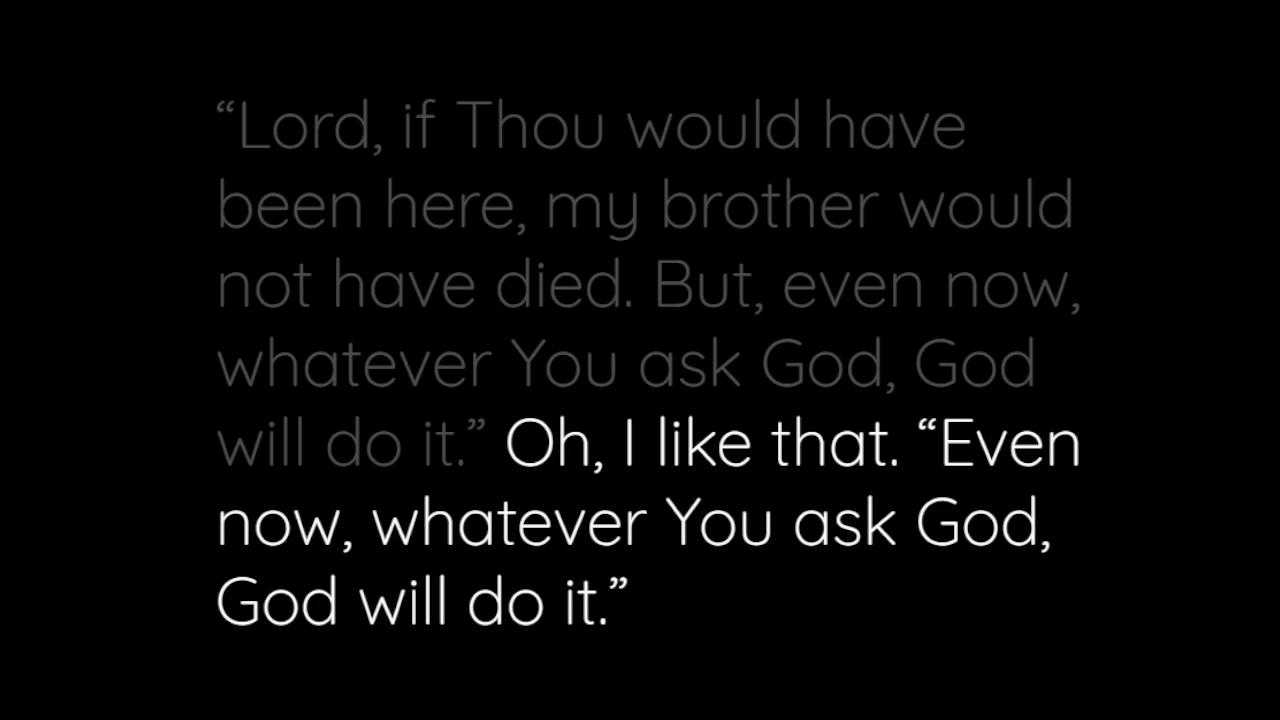 “Lord, if Thou would have
been here, my brother would
not have died. But, even now,
whatever You ask God, God
will do it.” Oh, I like that. “Even
now, whatever You ask God,
God will do it.”